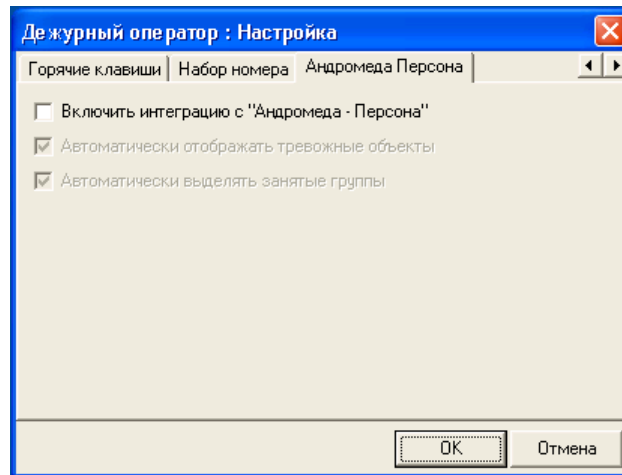 Дежурный оператор : Настройка
Горячие клавиши Набор номера Андромеда Персона
Включить интеграцию с "Андромеда - Персона"
Автоматически отображать тревожные объекты
Автоматически выделять занятые группы
OK Отмена